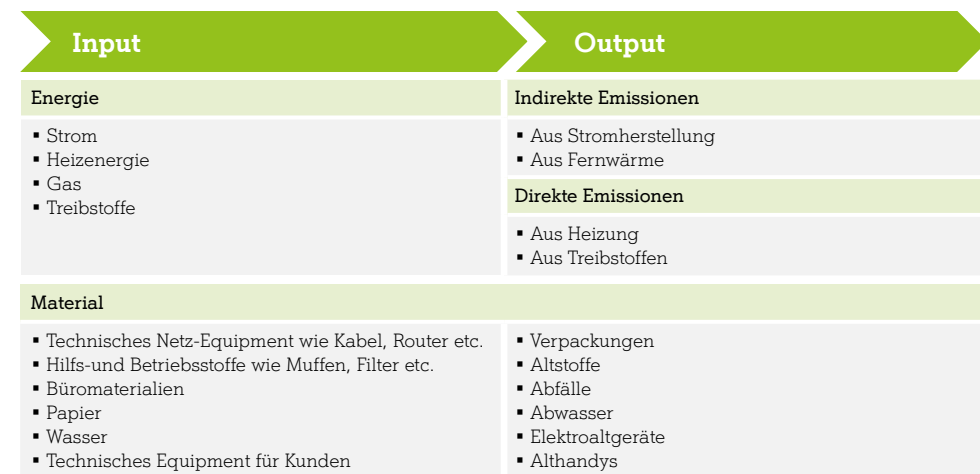 Input
Output
Energie
▪ Strom
▪ Heizenergie
▪ Gas
▪ Treibstoffe
Indirekte Emissionen
▪ Aus Stromherstellung
▪ Aus Fernwärme
Direkte Emissionen
▪ Aus Heizung
▪ Aus Treibstoffen
Material
▪ Technisches Netz-Equipment wie Kabel, Router etc.
▪ Hilfs-und Betriebsstoffe wie Muffen, Filter etc.
▪ Büromaterialien
▪ Papier
▪ Wasser
▪ Technisches Equipment für Kunden
▪ Verpackungen
▪ Altstoffe
▪ Abfälle
▪ Abwasser
▪ Elektroaltgeräte
▪ Althandys